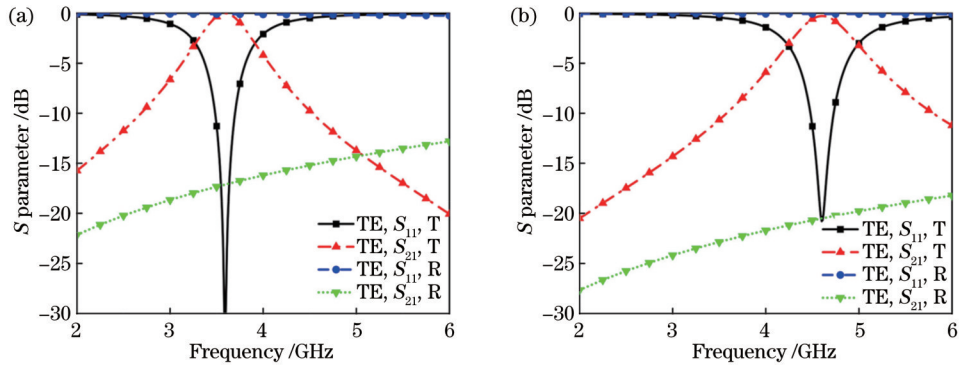 (a)
0
−5
−10
−15
−20
−25
−30
S parameter /dB
TE, S11, T
TE, S21, T
TE, S11, R
TE, S21, R
2
3
4
5
6
Frequency /GHz
(b)
0
−5
−10
−15
−20
−25
−30
S parameter /dB
TE, S11, T
TE, S21, T
TE, S11, R
TE, S21, R
2
3
4
5
6
Frequency /GHz